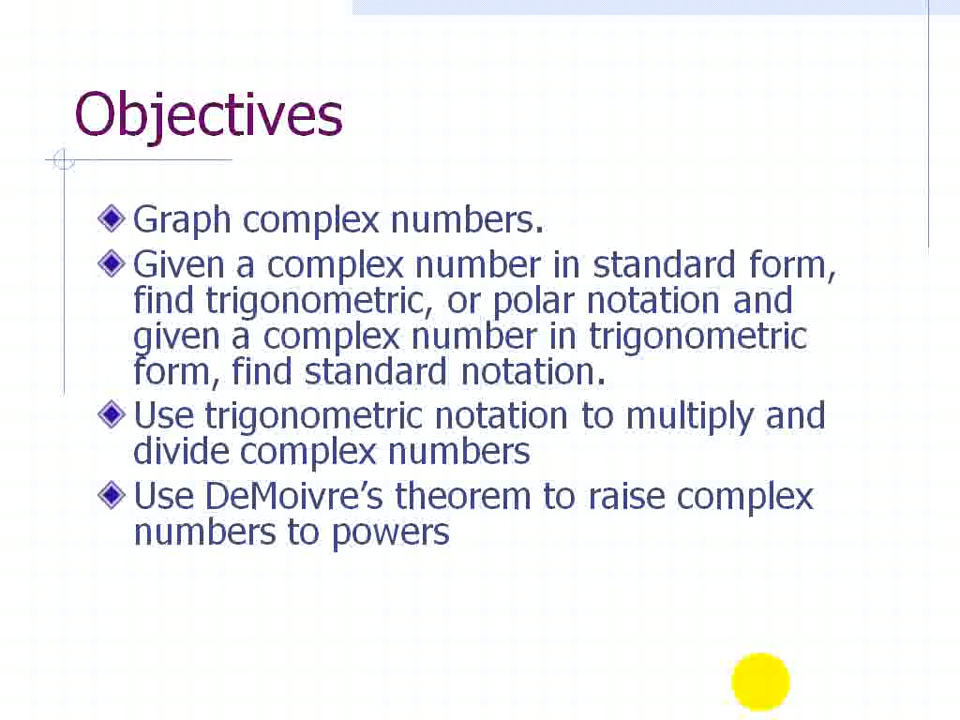 Objectives
Graph complex numbers.
Given a complex number in standard form,
find trigonometric, or polar notation and
given a complex number in trigonometric
form, find standard notation.
Use trigonometric notation to multiply and
divide complex numbers
Use DeMoivre’s theorem to raise complex
numbers to powers